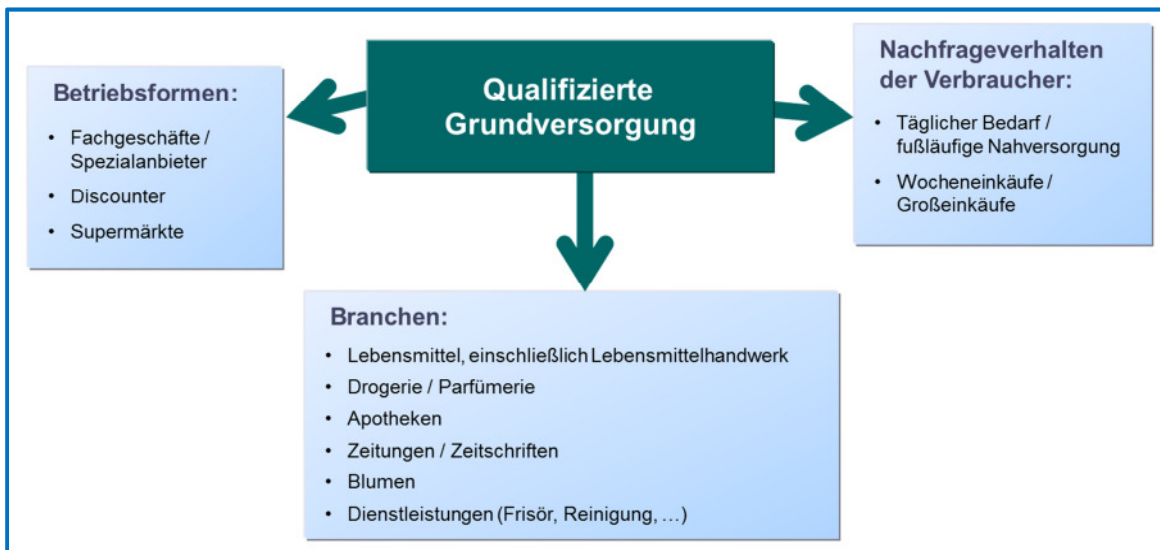 Qualifizierte
Grundversorgung
Betriebsformen:
• Fachgeschäfte /
Spezialanbieter
• Discounter
• Supermärkte
Nachfrageverhalten
der Verbraucher:
• Täglicher Bedarf /
fußläufige Nahversorgung
• Wocheneinkäufe /
Großeinkäufe
Branchen:
• Lebensmittel, einschließlich Lebensmittelhandwerk
• Drogerie / Parfümerie
• Apotheken
• Zeitungen / Zeitschriften
• Blumen
• Dienstleistungen (Frisör, Reinigung, …)